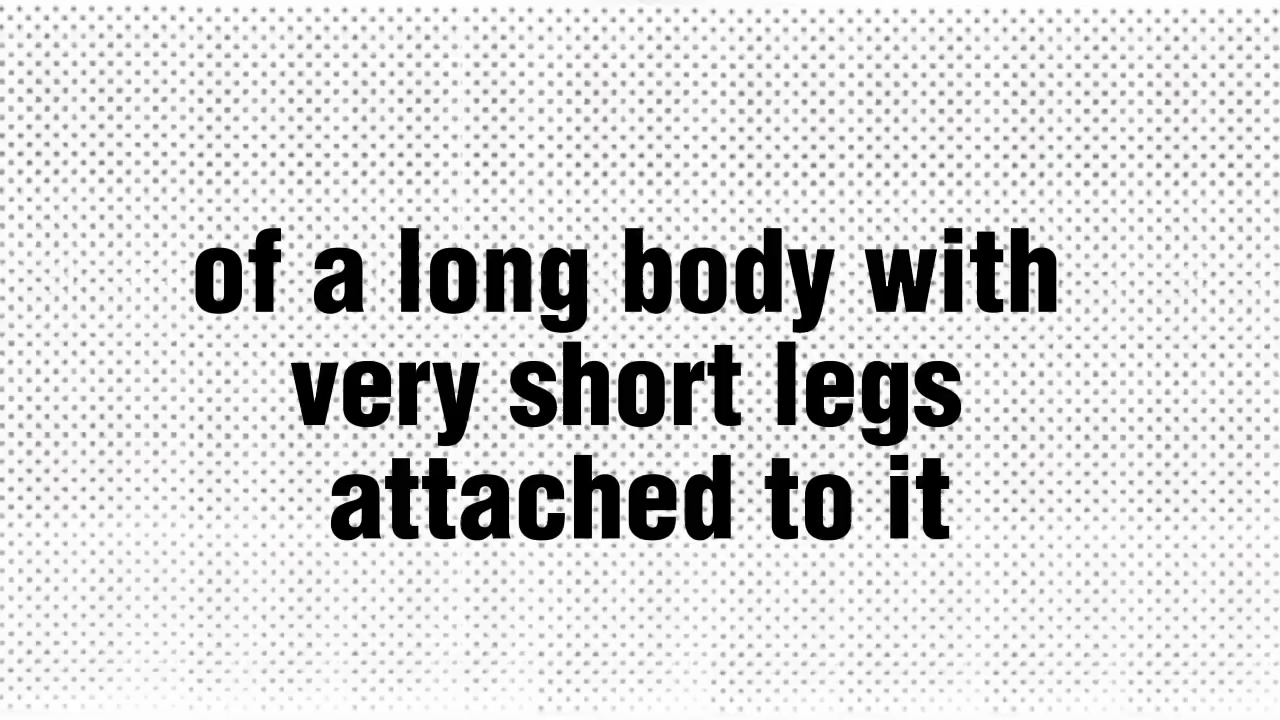 of a long body with
very short legs
attached to it